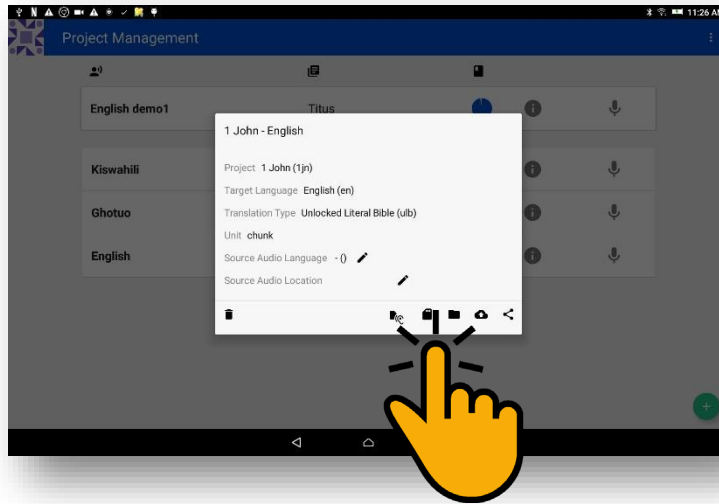 11:26 AM
Project Management
English demo1 Titus
1 John - English
Project 1 John (1jn)
Target Language English (en)
Translation Type Unlocked Literal Bible (ulb)
Unit chunk
Source Audio Language - ()
Source Audio Location
Kiswahili
Ghotuo
English